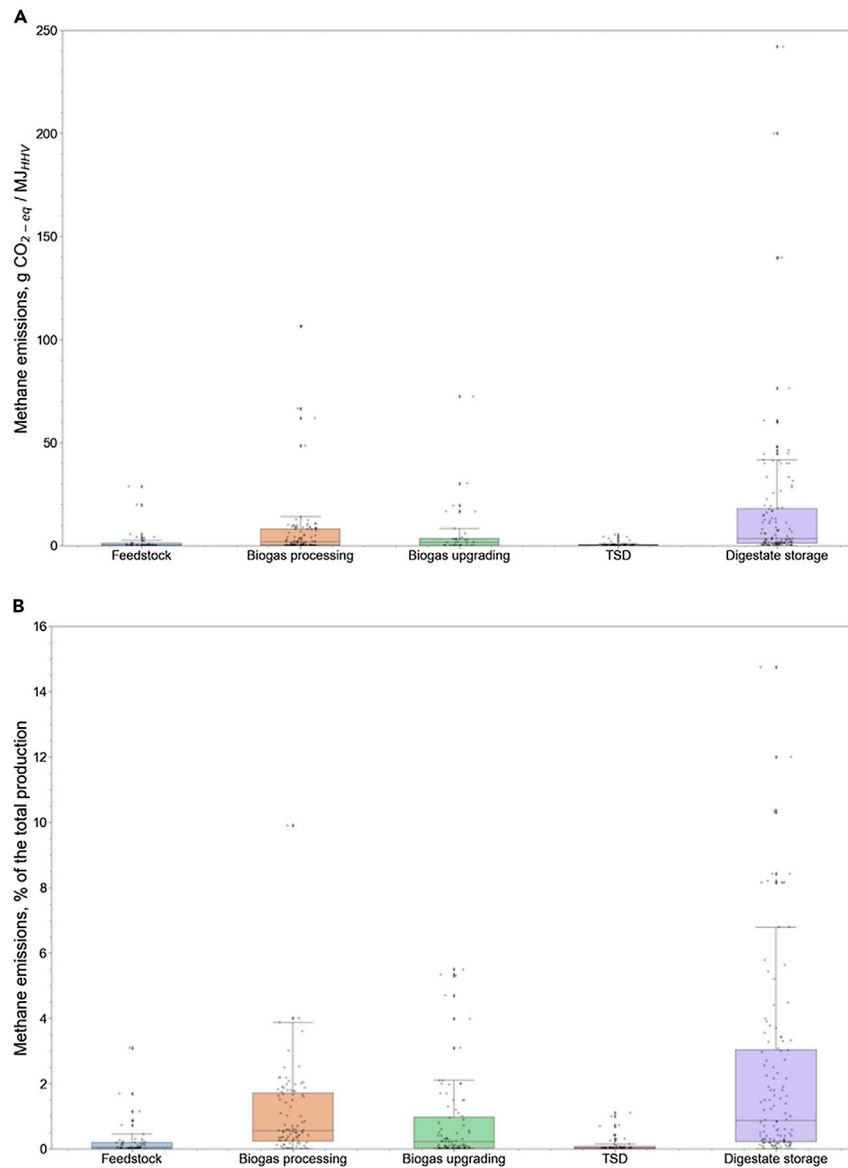 A
Methane emissions, g CO2-eq / MJHHV
250
200
150
100
50
0
Feedstock Biogas processing Biogas upgrading TSD Digestate storage
B
Methane emissions, % of the total production
16
14
12
10
8
6
4
2
0
Feedstock Biogas processing Biogas upgrading TSD Digestate storage